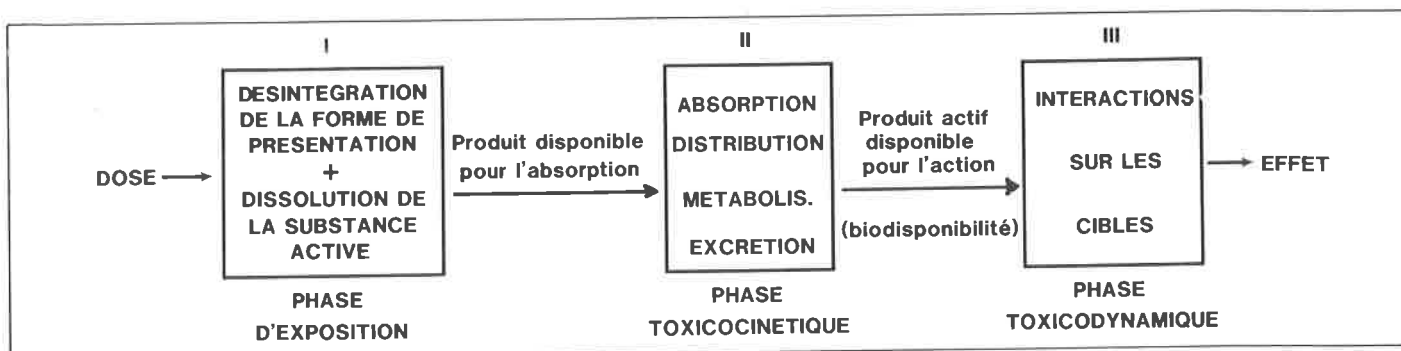 I
DESINTEGRATION
DE LA FORME DE
PRESENTATION
+
DISSOLUTION DE
LA SUBSTANCE
ACTIVE
PHASE
D'EXPOSITION
DOSE
Produit disponible
pour l'absorption
II
ABSORPTION
DISTRIBUTION
METABOLIS.
EXCRETION
PHASE
TOXICOCINETIQUE
Produit actif
disponible
pour l'action
(biodisponibilité)
III
INTERACTIONS
SUR LES
CIBLES
PHASE
TOXICODYNAMIQUE
EFFET